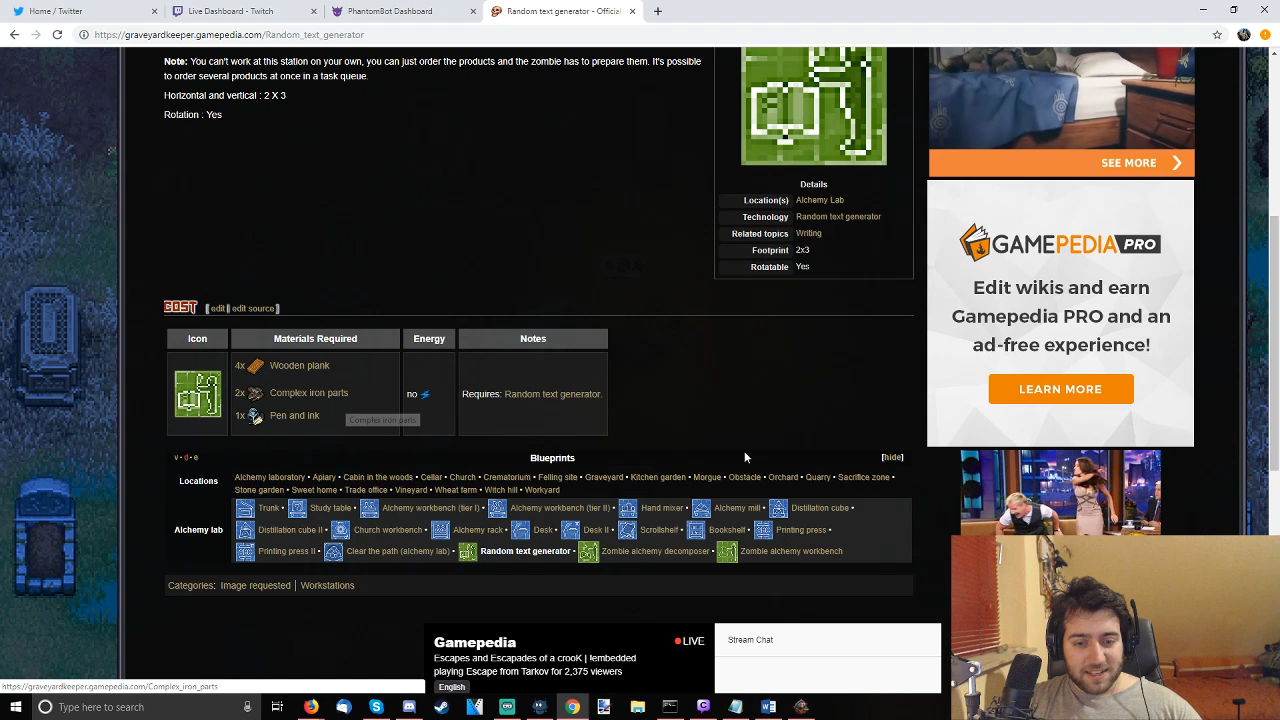 Home / Twitter
Live Dashboard - Twitch
PhantomBot Dashboard
Random text generator - Official
https://graveyardkeeper.gamepedia.com/Random_text_generator
Note: You can't work at this station on your own, you can just order the products and the zombie has to prepare them. It's possible
to order several products at once in a task queue.
Horizontal and vertical : 2 X 3
Rotation : Yes
Details
Location(s) Alchemy Lab
Technology Random text generator
Related topics Writing
Footprint 2x3
Rotatable Yes
SEE MORE
GAMEPEDIA PRO
Edit wikis and earn
Gamepedia PRO and an
ad-free experience!
LEARN MORE
COST [ edit | edit source ]
Icon Materials Required Energy Notes
4x Wooden plank
2x Complex iron parts
1x Pen and ink
no
Requires: Random text generator.
Complex iron parts
v · d · e Blueprints [hide]
Locations
Alchemy laboratory • Apiary • Cabin in the woods • Cellar • Church • Crematorium • Felling site • Graveyard • Kitchen garden • Morgue • Obstacle • Orchard • Quarry • Sacrifice zone •
Stone garden • Sweet home • Trade office • Vineyard • Wheat farm • Witch hill • Workyard
Alchemy lab
Trunk • Study table • Alchemy workbench (tier I) • Alchemy workbench (tier II) • Hand mixer • Alchemy mill • Distillation cube •
Distillation cube II • Church workbench • Alchemy rack • Desk • Desk II • Scrollshelf • Bookshelf • Printing press •
Printing press II • Clear the path (alchemy lab) • Random text generator • Zombie alchemy decomposer • Zombie alchemy workbench
Categories: Image requested | Workstations
Gamepedia
LIVE
Escapes and Escapades of a crooK | !embodied
playing Escape from Tarkov for 2,375 viewers
English
Stream Chat
https://graveyardkeeper.gamepedia.com/Complex_iron_parts
Type here to search